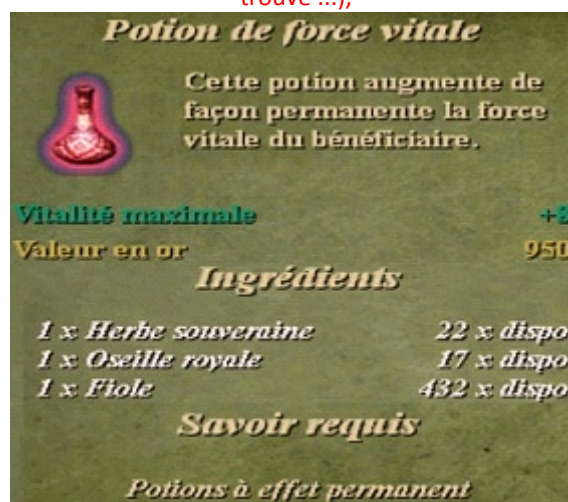 trouvé ...),
Potion de force vitale
Cette potion augmente de
façon permanente la force
vitale du bénéficiaire.
Vitalité maximale +8
Valeur en or 950
Ingrédients
1 x Herbe souveraine 22 x dispo
1 x Oseille royale 17 x dispo
1 x Fiole 432 x dispo
Savoir requis
Potions à effet permanent